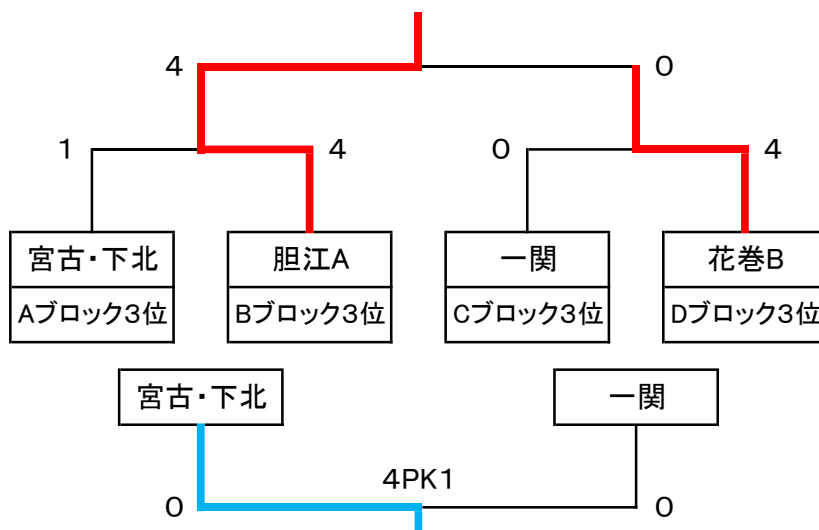 4 0
1 4 0 4
宮古・下北 胆江A 一関 花巻B
Aブロック3位 Bブロック3位 Cブロック3位 Dブロック3位
宮古・下北 一関
4PK1
0 0